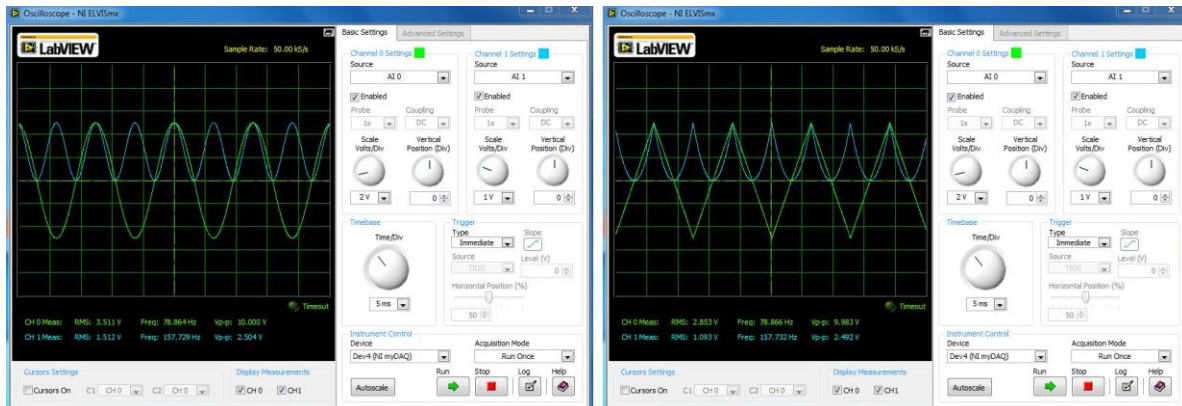 Oscilloscope - NI ELVISmx
LabVIEW
Sample Rate: 50.00 kS/s
CH 0 Meas: RMS: 3.511 V Freq: 78.864 Hz Vp-p: 10.000 V
CH 1 Meas: RMS: 1.512 V Freq: 157.729 Hz Vp-p: 2.504 V
Timeout
Cursors Settings
Cursors On C1 CH 0 C2 CH 0
Display Measurements
CH 0 CH1
Basic Settings Advanced Settings
Channel 0 Settings Channel 1 Settings
Source Source
AI 0 AI 1
Enabled Enabled
Probe Coupling Probe Coupling
1x DC 1x DC
Scale Vertical Scale Vertical
Volts/Div Position (Div) Volts/Div Position (Div)
2 V 0 1 V 0
Timebase
Time/Div
5 ms
Trigger
Type Slope
Immediate
Source Level (V)
TRIG 0
Horizontal Position (%)
50
Instrument Control
Device Acquisition Mode
Dev4 (NI myDAQ) Run Once
Run Stop Log Help
Autoscale
Oscilloscope - NI ELVISmx
LabVIEW
Sample Rate: 50.00 kS/s
CH 0 Meas: RMS: 2.853 V Freq: 78.866 Hz Vp-p: 9.983 V
CH 1 Meas: RMS: 1.093 V Freq: 157.732 Hz Vp-p: 2.492 V
Timeout
Cursors Settings
Cursors On C1 CH 0 C2 CH 0
Display Measurements
CH 0 CH1
Basic Settings Advanced Settings
Channel 0 Settings Channel 1 Settings
Source Source
AI 0 AI 1
Enabled Enabled
Probe Coupling Probe Coupling
1x DC 1x DC
Scale Vertical Scale Vertical
Volts/Div Position (Div) Volts/Div Position (Div)
2 V 0 1 V 0
Timebase
Time/Div
5 ms
Trigger
Type Slope
Immediate
Source Level (V)
TRIG 0
Horizontal Position (%)
50
Instrument Control
Device Acquisition Mode
Dev4 (NI myDAQ) Run Once
Run Stop Log Help
Autoscale